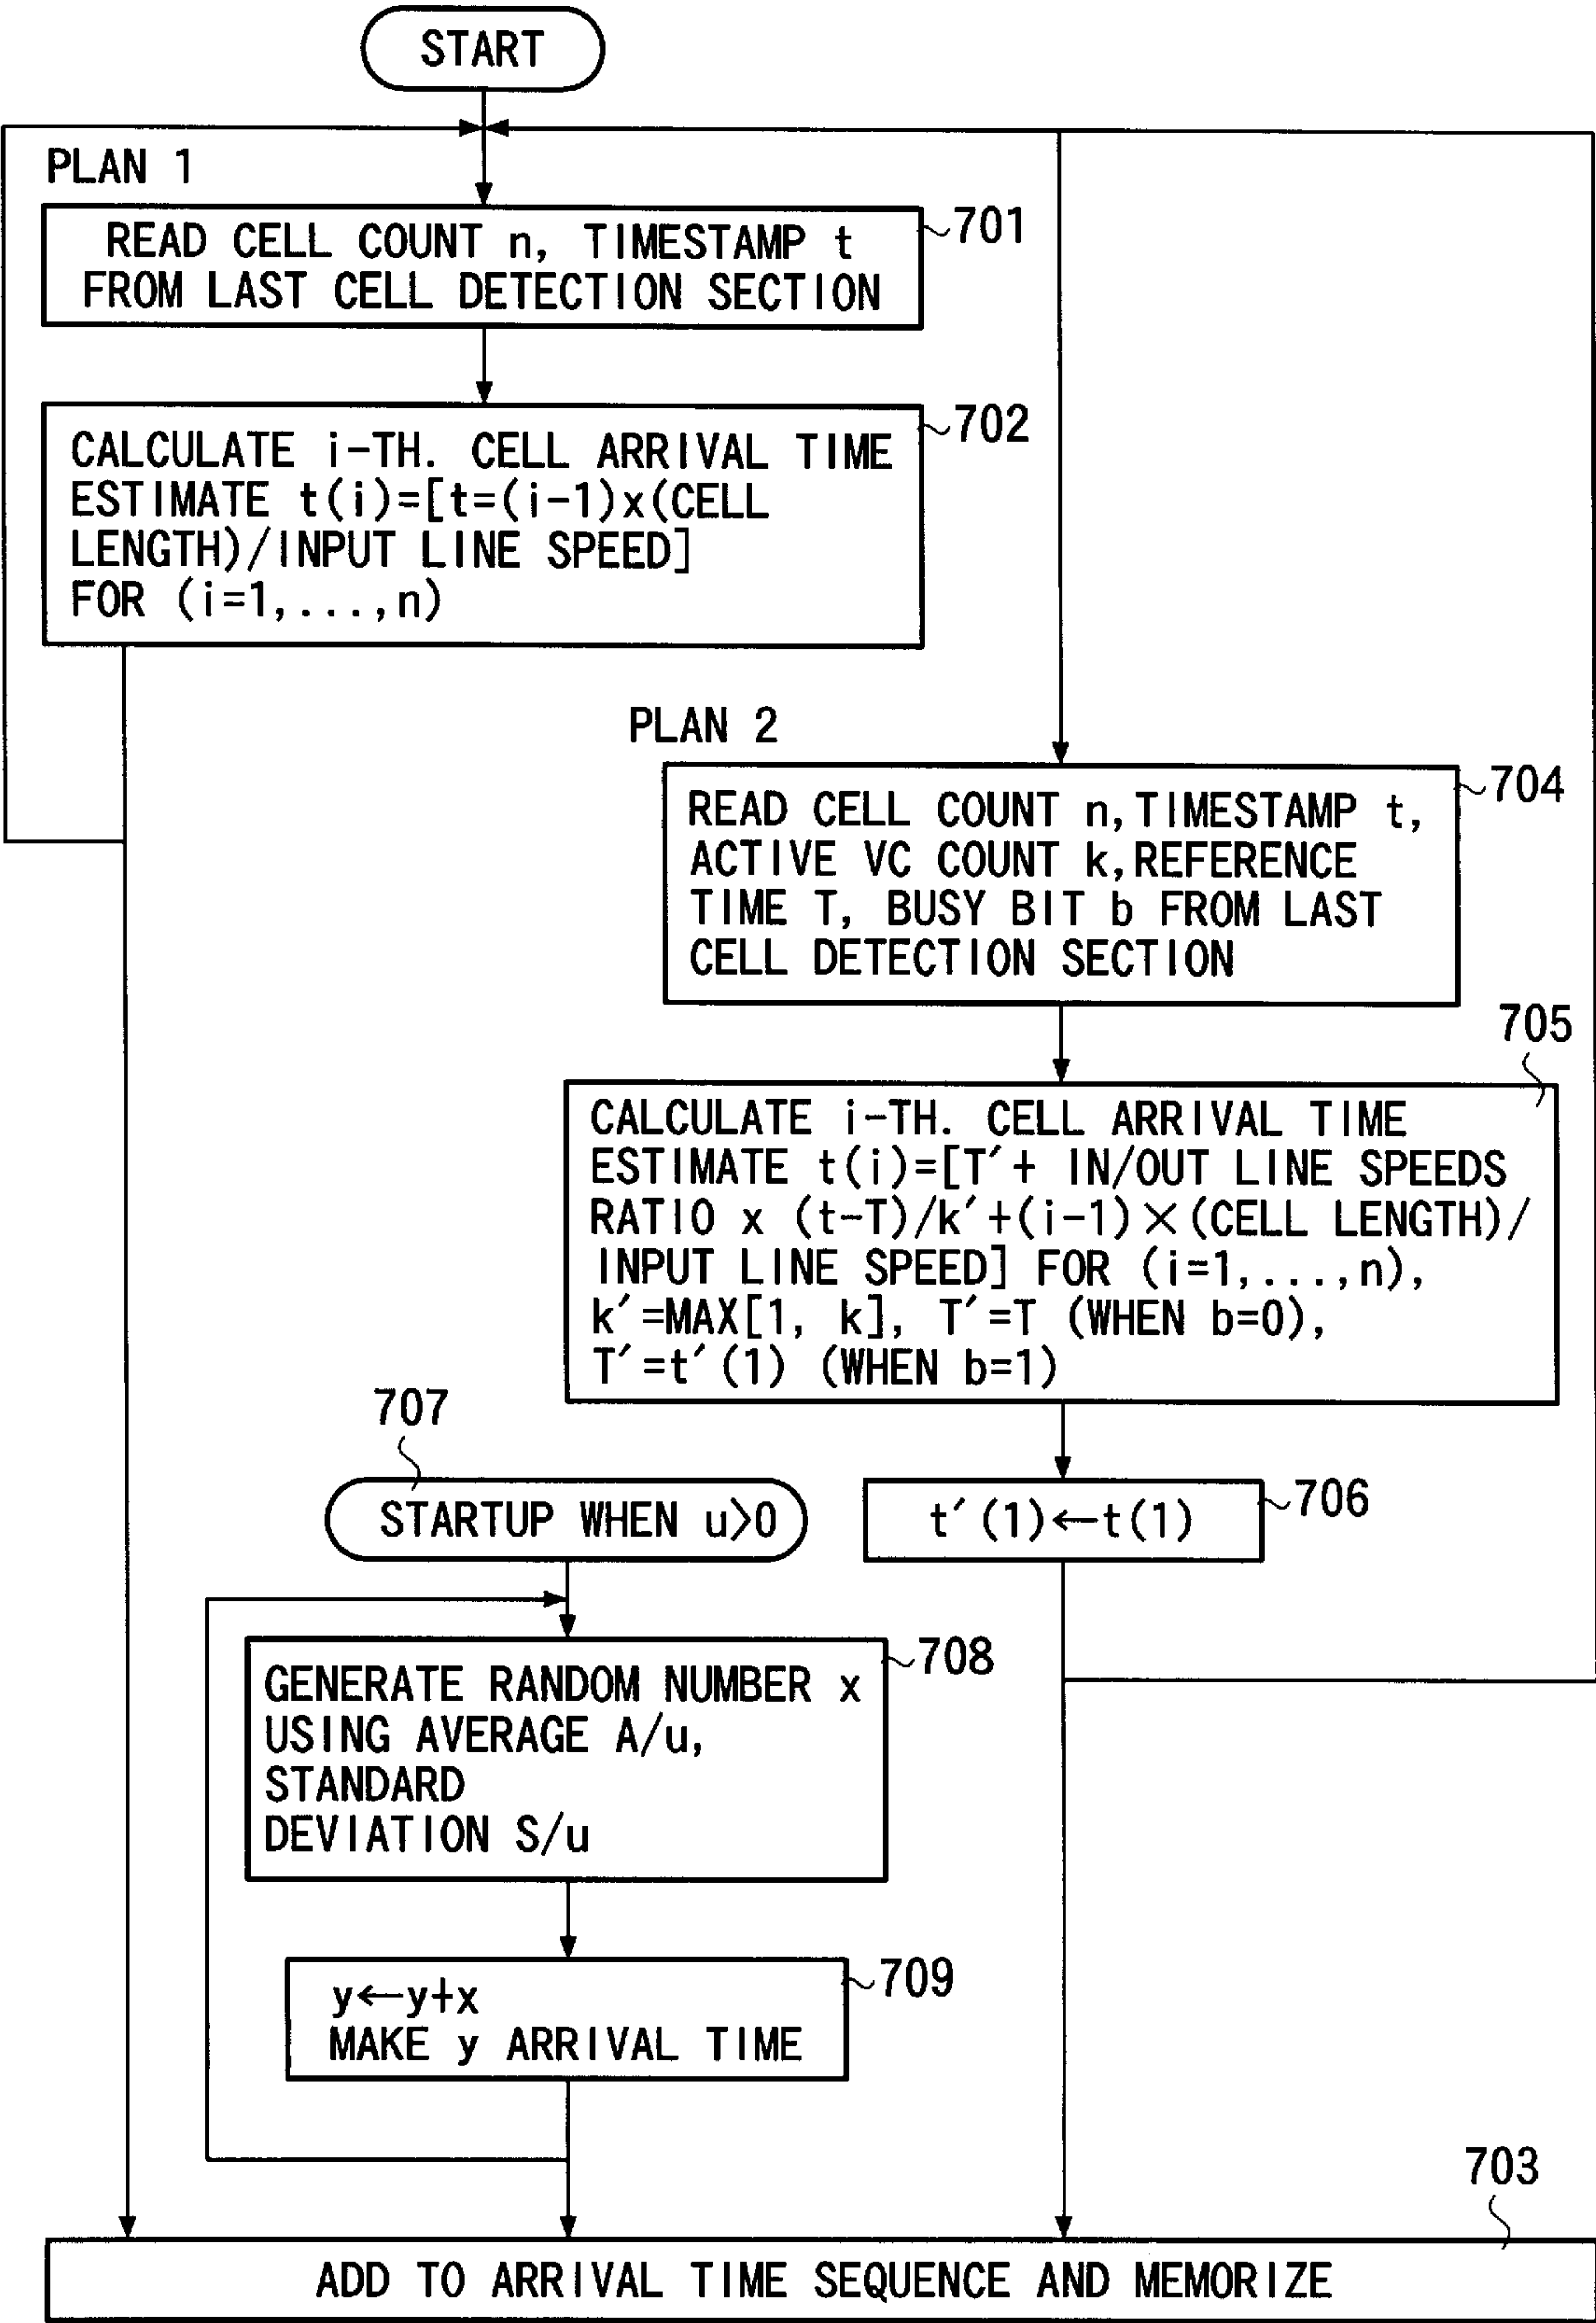 START
PLAN 1
701
READ CELL COUNT n, TIMESTAMP t
FROM LAST CELL DETECTION SECTION
702
CALCULATE i-TH. CELL ARRIVAL TIME
ESTIMATE t(i)=[t=(i-1)x(CELL
LENGTH)/INPUT LINE SPEED]
FOR (i=1,...,n)
PLAN 2
704
READ CELL COUNT n,TIMESTAMP t,
ACTIVE VC COUNT k,REFERENCE
TIME T, BUSY BIT b FROM LAST
CELL DETECTION SECTION
705
CALCULATE i-TH. CELL ARRIVAL TIME
ESTIMATE t(i)=[T′+ IN/OUT LINE SPEEDS
RATIO x (t-T)/k′+(i-1)×(CELL LENGTH)/
INPUT LINE SPEED] FOR (i=1,...,n),
k′=MAX[1, k], T′=T (WHEN b=0),
T′=t′(1) (WHEN b=1)
707
STARTUP WHEN u>0
706
t′(1)←t(1)
708
GENERATE RANDOM NUMBER x
USING AVERAGE A/u,
STANDARD
DEVIATION S/u
709
y←y+x
MAKE y ARRIVAL TIME
703
ADD TO ARRIVAL TIME SEQUENCE AND MEMORIZE